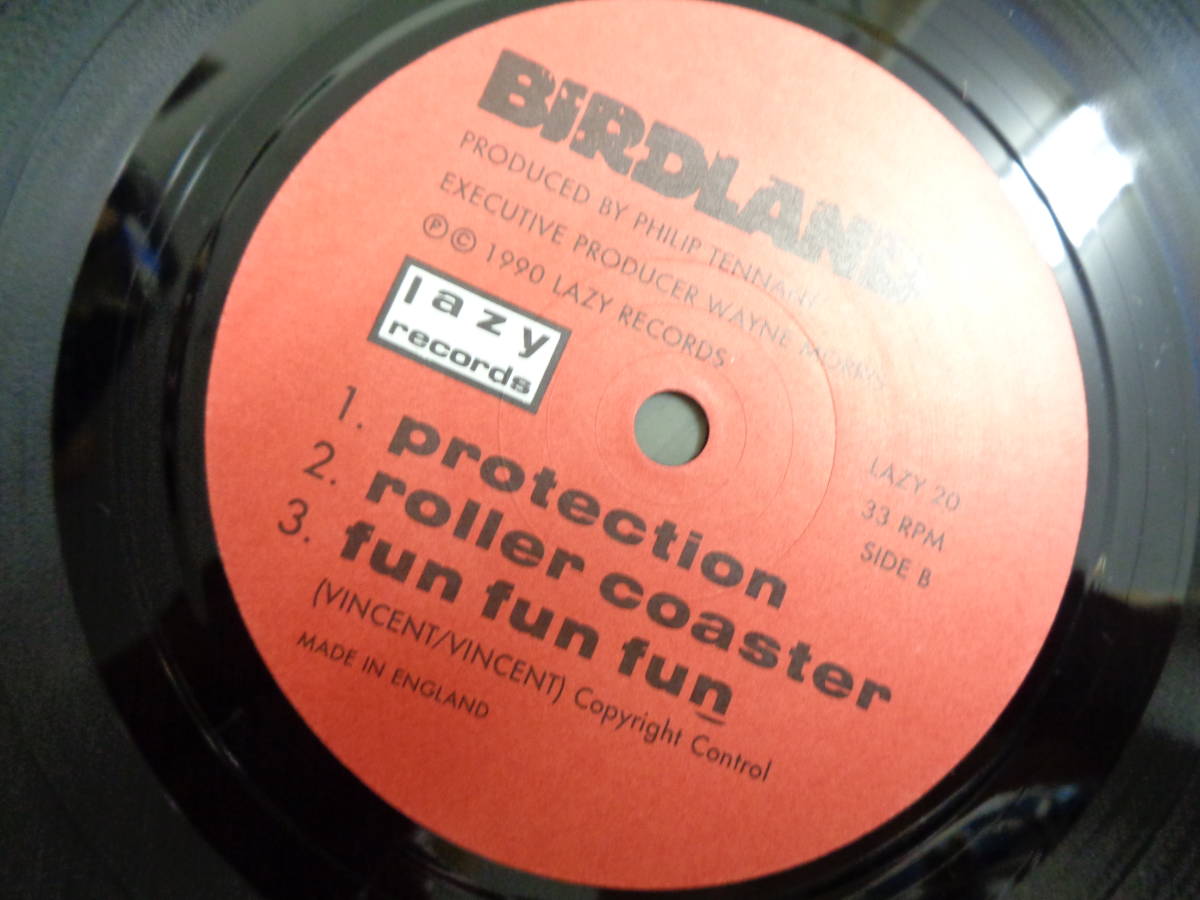 BIRDLAND
PRODUCED BY PHILIP TENNANT
EXECUTIVE PRODUCER WAYNE MORRIS
Ⓟ © 1990 LAZY RECORDS
lazy
records
1. protection
2. roller coaster
3. fun fun fun
(VINCENT/VINCENT) Copyright Control
MADE IN ENGLAND
LAZY 20
33 RPM
SIDE B